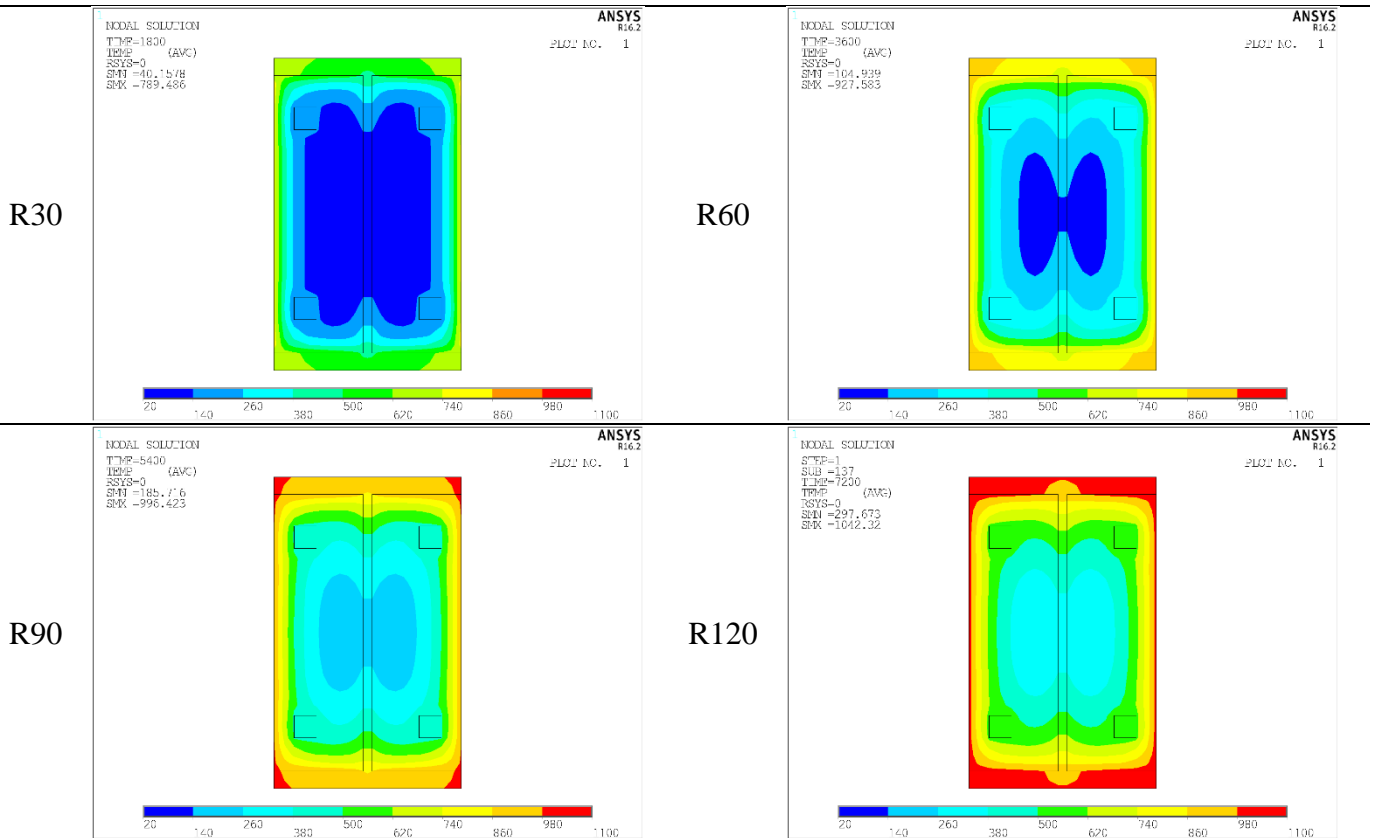 ANSYS
R16.2
1
NODAL SOLUTION
TIME=1800
TEMP (AVG)
RSYS=0
SMN =40.1578
SMX =789.486
PLOT NO. 1
R30
20 140 260 380 500 620 740 860 980 1100
ANSYS
R16.2
1
NODAL SOLUTION
TIME=3600
TEMP (AVG)
RSYS=0
SMN =104.939
SMX =927.583
PLOT NO. 1
R60
20 140 260 380 500 620 740 860 980 1100
ANSYS
R16.2
1
NODAL SOLUTION
TIME=5400
TEMP (AVG)
RSYS=0
SMN =185.716
SMX =996.423
PLOT NO. 1
R90
20 140 260 380 500 620 740 860 980 1100
ANSYS
R16.2
1
NODAL SOLUTION
STEP=1
SUB =137
TIME=7200
TEMP (AVG)
RSYS=0
SMN =297.673
SMX =1042.32
PLOT NO. 1
R120
20 140 260 380 500 620 740 860 980 1100